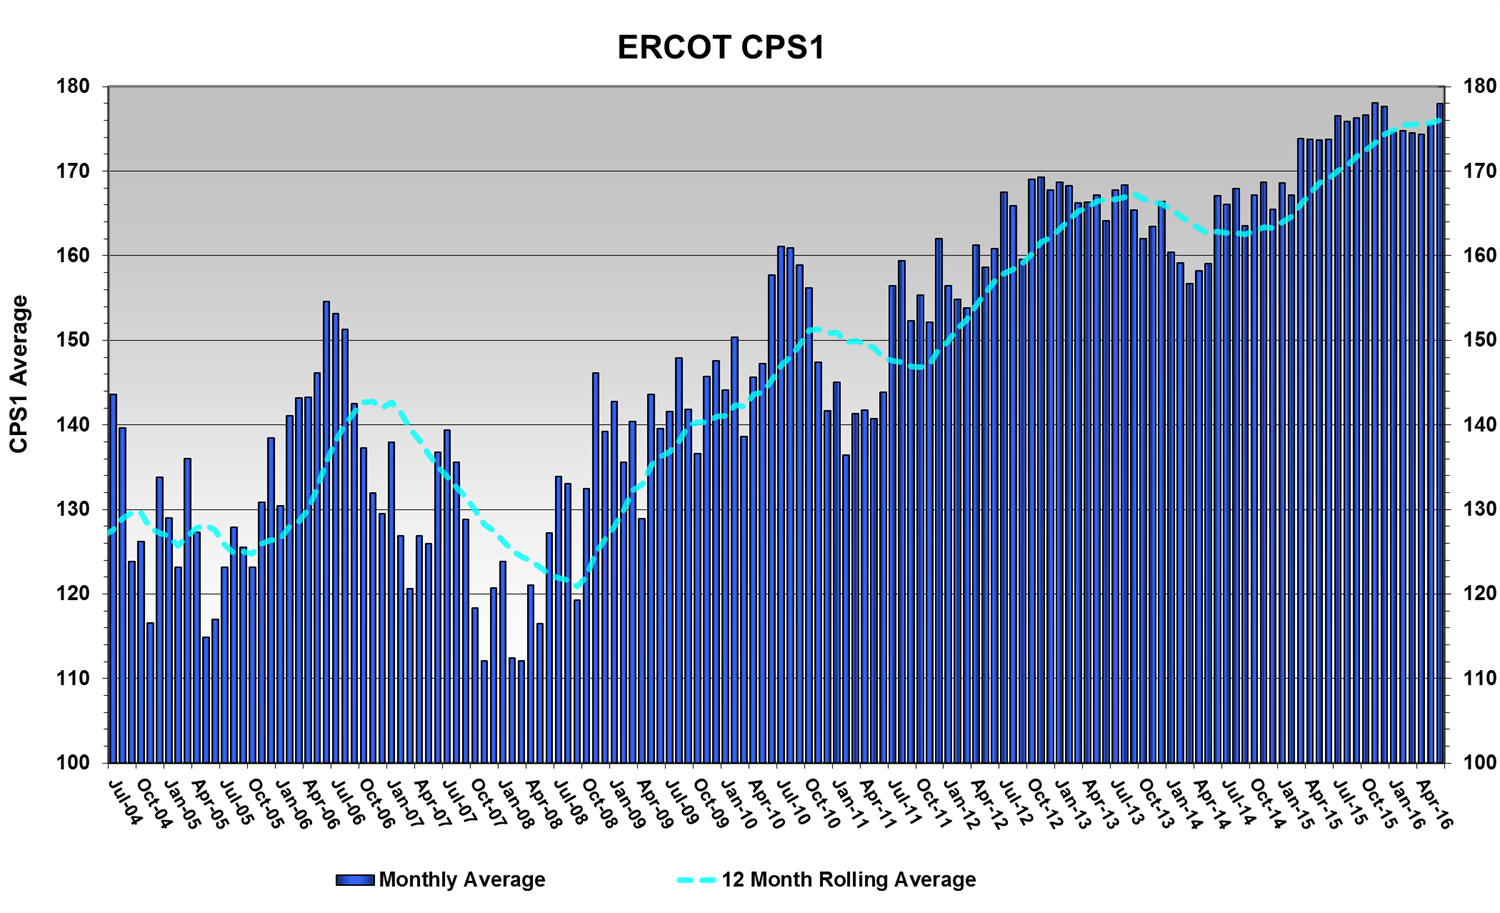 ERCOT CPS1
180
170
160
150
140
130
120
110
100
CPS1 Average
180
170
160
150
140
130
120
110
100
Jul-04
Oct-04
Jan-05
Apr-05
Jul-05
Oct-05
Jan-06
Apr-06
Jul-06
Oct-06
Jan-07
Apr-07
Jul-07
Oct-07
Jan-08
Apr-08
Jul-08
Oct-08
Jan-09
Apr-09
Jul-09
Oct-09
Jan-10
Apr-10
Jul-10
Oct-10
Jan-11
Apr-11
Jul-11
Oct-11
Jan-12
Apr-12
Jul-12
Oct-12
Jan-13
Apr-13
Jul-13
Oct-13
Jan-14
Apr-14
Jul-14
Oct-14
Jan-15
Apr-15
Jul-15
Oct-15
Jan-16
Apr-16
Monthly Average
12 Month Rolling Average